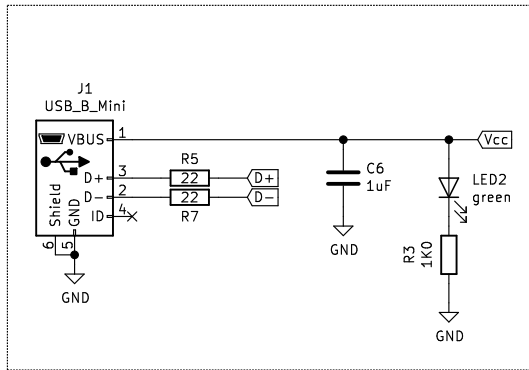 J1
USB_B_Mini
VBUS 1
Vcc
D+ 3
R5
22
D+
D- 2
22
D-
R7
ID 4
Shield
GND
6
5
GND
C6
1uF
GND
LED2
green
R3
1K0
GND